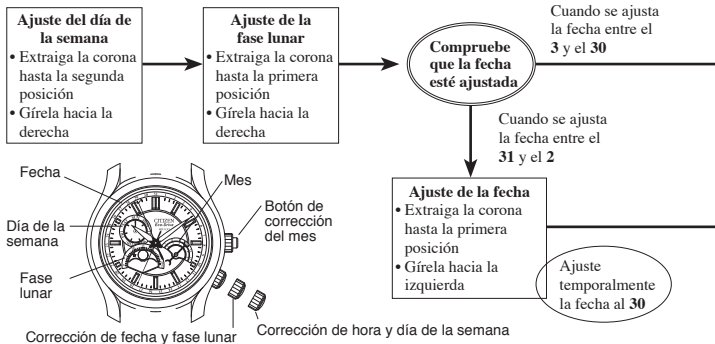 Ajuste del día de
la semana
• Extraiga la corona
hasta la segunda
posición
• Gírela hacia la
derecha
Ajuste de la
fase lunar
• Extraiga la corona
hasta la primera
posición
• Gírela hacia la
derecha
Compruebe
que la fecha
esté ajustada
Cuando se ajusta
la fecha entre el
3 y el 30
Cuando se ajusta
la fecha entre el
31 y el 2
Ajuste de la fecha
• Extraiga la corona
hasta la primera
posición
• Gírela hacia la
izquierda
Ajuste
temporalmente
la fecha al 30
Fecha
Mes
Día de la
semana
Botón de
corrección
del mes
Fase
lunar
CITIZEN
Eco-Drive
Corrección de fecha y fase lunar
Corrección de hora y día de la semana